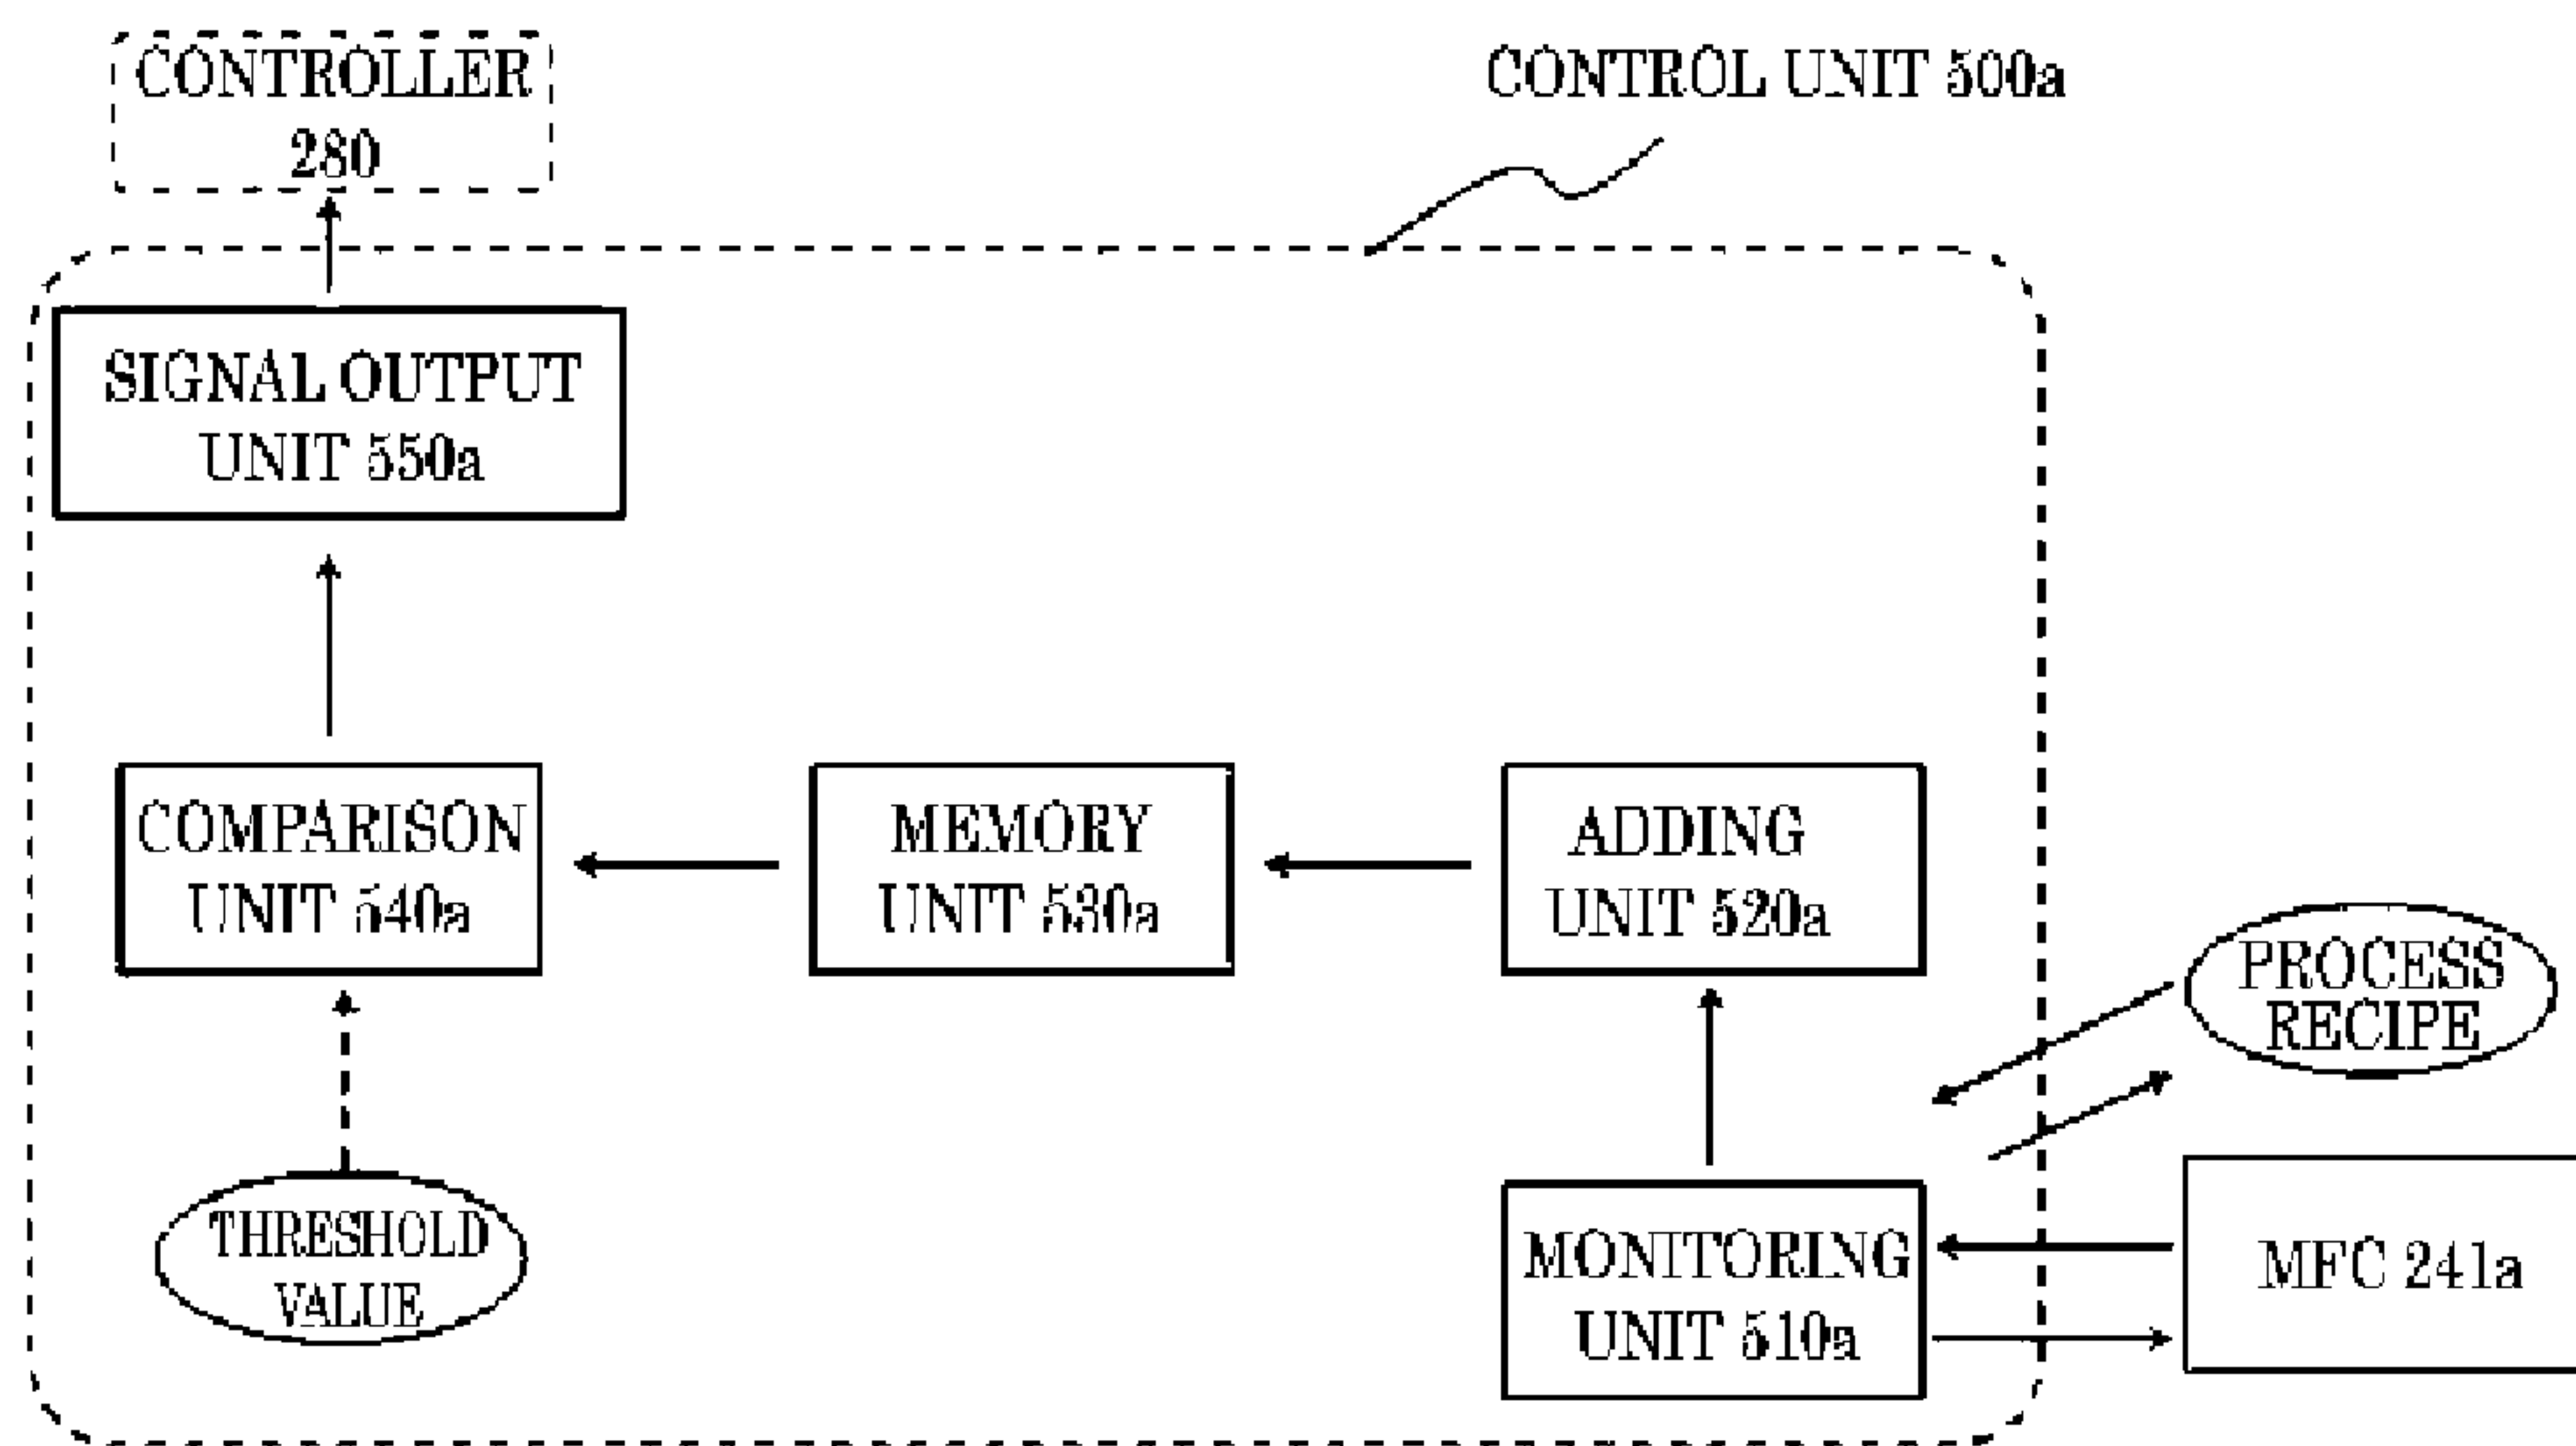 CONTROLLER
280
CONTROL UNIT 500a
SIGNAL OUTPUT
UNIT 550a
COMPARISON
UNIT 540a
MEMORY
UNIT 530a
ADDING
UNIT 520a
PROCESS
RECIPE
THRESHOLD
VALUE
MONITORING
UNIT 510a
MFC 241a